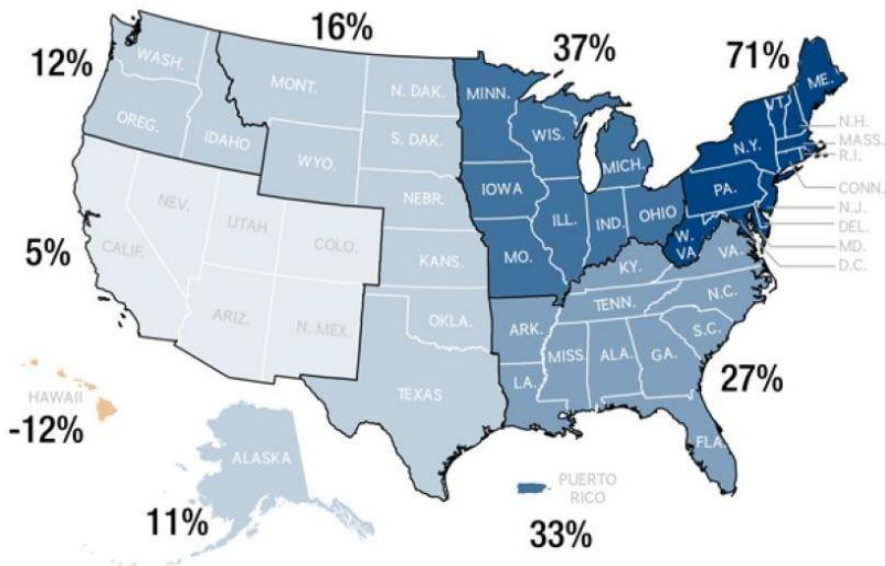 16%
37%
71%
12%
WASH.
MONT.
N. DAK.
MINN.
VT.
ME.
OREG.
IDAHO
S. DAK.
WIS.
MICH.
N.Y.
N.H.
MASS.
R.I.
WYO.
CONN.
NEBR.
IOWA
PA.
N.J.
NEV.
UTAH
COLO.
ILL.
IND.
OHIO
DEL.
MD.
D.C.
5%
CALIF.
KANS.
MO.
W.
VA.
VA.
KY.
ARIZ.
N. MEX.
OKLA.
ARK.
TENN.
N.C.
S.C.
MISS.
ALA.
GA.
27%
HAWAII
-12%
TEXAS
LA.
FLA.
ALASKA
11%
PUERTO
RICO
33%